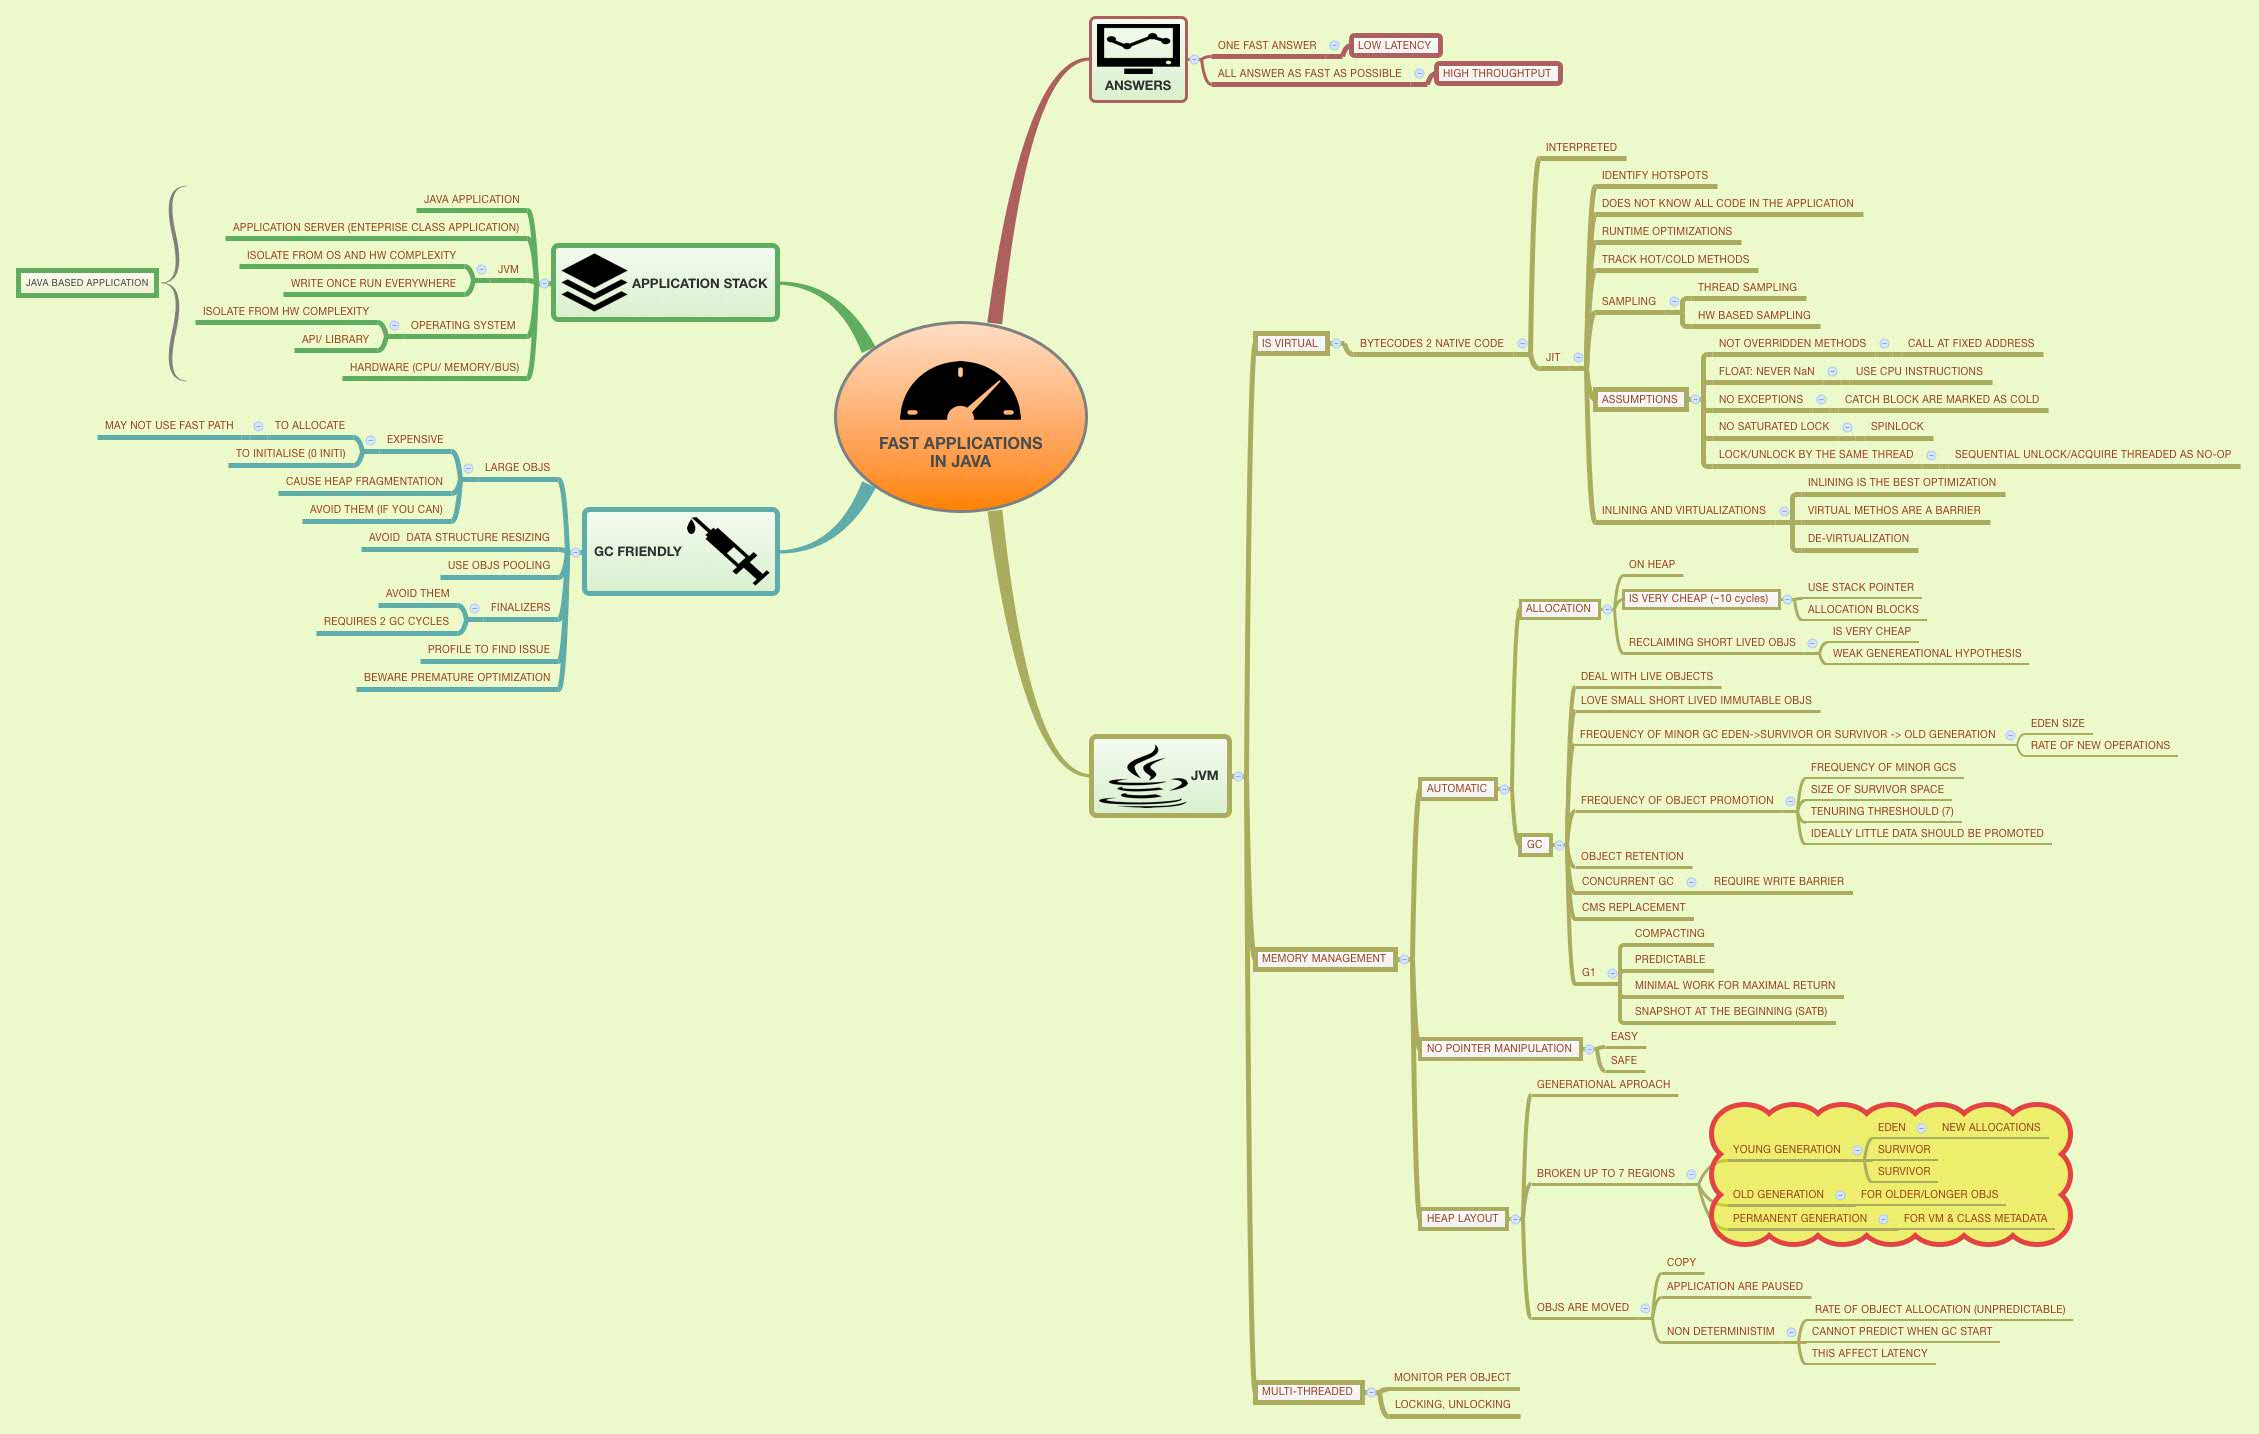 FAST APPLICATIONS
IN JAVA
ANSWERS
ONE FAST ANSWER
LOW LATENCY
ALL ANSWER AS FAST AS POSSIBLE
HIGH THROUGHTPUT
APPLICATION STACK
JAVA BASED APPLICATION
JAVA APPLICATION
APPLICATION SERVER (ENTEPRISE CLASS APPLICATION)
JVM
ISOLATE FROM OS AND HW COMPLEXITY
WRITE ONCE RUN EVERYWHERE
OPERATING SYSTEM
ISOLATE FROM HW COMPLEXITY
API/ LIBRARY
HARDWARE (CPU/ MEMORY/BUS)
GC FRIENDLY
LARGE OBJS
EXPENSIVE
TO ALLOCATE
MAY NOT USE FAST PATH
TO INITIALISE (0 INITI)
CAUSE HEAP FRAGMENTATION
AVOID THEM (IF YOU CAN)
AVOID  DATA STRUCTURE RESIZING
USE OBJS POOLING
FINALIZERS
AVOID THEM
REQUIRES 2 GC CYCLES
PROFILE TO FIND ISSUE
BEWARE PREMATURE OPTIMIZATION
JVM
IS VIRTUAL
BYTECODES 2 NATIVE CODE
INTERPRETED
JIT
IDENTIFY HOTSPOTS
DOES NOT KNOW ALL CODE IN THE APPLICATION
RUNTIME OPTIMIZATIONS
TRACK HOT/COLD METHODS
SAMPLING
THREAD SAMPLING
HW BASED SAMPLING
ASSUMPTIONS
NOT OVERRIDDEN METHODS
CALL AT FIXED ADDRESS
FLOAT: NEVER NaN
USE CPU INSTRUCTIONS
NO EXCEPTIONS
CATCH BLOCK ARE MARKED AS COLD
NO SATURATED LOCK
SPINLOCK
LOCK/UNLOCK BY THE SAME THREAD
SEQUENTIAL UNLOCK/ACQUIRE THREADED AS NO-OP
INLINING AND VIRTUALIZATIONS
INLINING IS THE BEST OPTIMIZATION
VIRTUAL METHOS ARE A BARRIER
DE-VIRTUALIZATION
MEMORY MANAGEMENT
AUTOMATIC
ALLOCATION
ON HEAP
IS VERY CHEAP (~10 cycles)
USE STACK POINTER
ALLOCATION BLOCKS
RECLAIMING SHORT LIVED OBJS
IS VERY CHEAP
WEAK GENEREATIONAL HYPOTHESIS
GC
DEAL WITH LIVE OBJECTS
LOVE SMALL SHORT LIVED IMMUTABLE OBJS
FREQUENCY OF MINOR GC EDEN->SURVIVOR OR SURVIVOR -> OLD GENERATION
EDEN SIZE
RATE OF NEW OPERATIONS
FREQUENCY OF OBJECT PROMOTION
FREQUENCY OF MINOR GCS
SIZE OF SURVIVOR SPACE
TENURING THRESHOULD (7)
IDEALLY LITTLE DATA SHOULD BE PROMOTED
OBJECT RETENTION
CONCURRENT GC
REQUIRE WRITE BARRIER
CMS REPLACEMENT
G1
COMPACTING
PREDICTABLE
MINIMAL WORK FOR MAXIMAL RETURN
SNAPSHOT AT THE BEGINNING (SATB)
NO POINTER MANIPULATION
EASY
SAFE
HEAP LAYOUT
GENERATIONAL APROACH
BROKEN UP TO 7 REGIONS
YOUNG GENERATION
EDEN
NEW ALLOCATIONS
SURVIVOR
SURVIVOR
OLD GENERATION
FOR OLDER/LONGER OBJS
PERMANENT GENERATION
FOR VM & CLASS METADATA
OBJS ARE MOVED
COPY
APPLICATION ARE PAUSED
NON DETERMINISTIM
RATE OF OBJECT ALLOCATION (UNPREDICTABLE)
CANNOT PREDICT WHEN GC START
THIS AFFECT LATENCY
MULTI-THREADED
MONITOR PER OBJECT
LOCKING, UNLOCKING